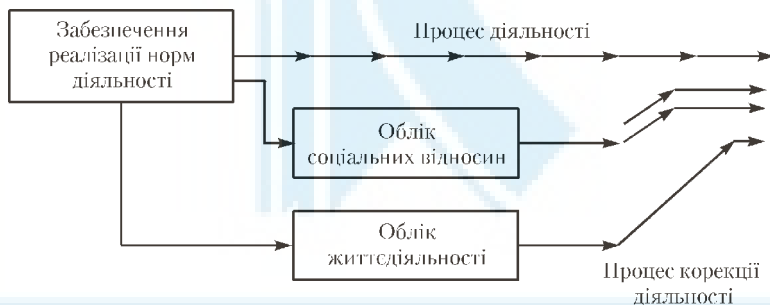 Забезпечення
реалізації норм
діяльності
Процес діяльності
Облік
соціальних відносин
Облік
життєдіяльності
Процес корекції
діяльності